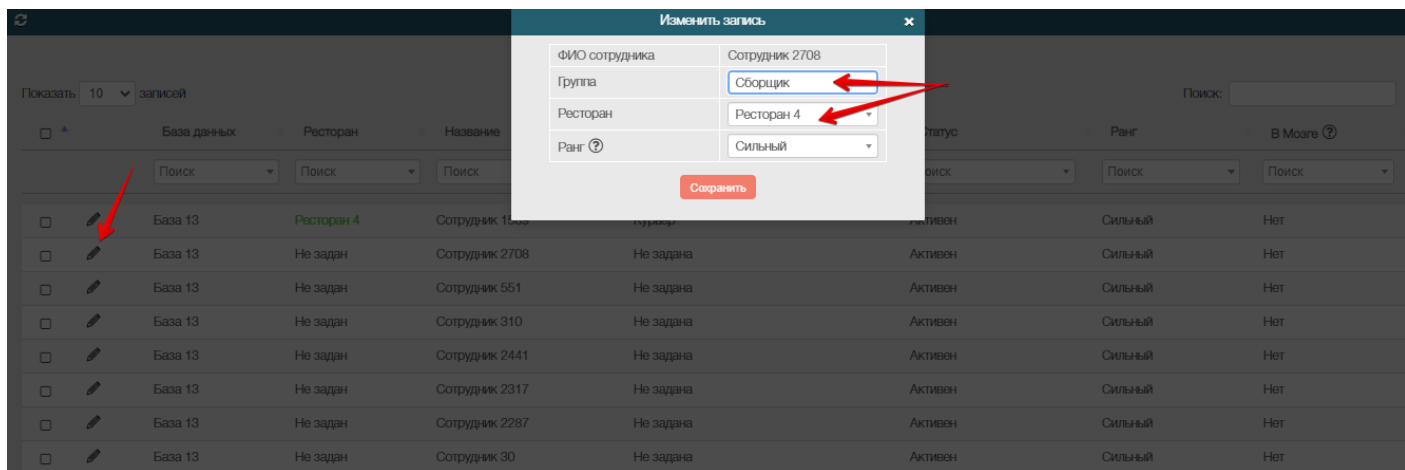 Изменить запись
ФИО сотрудника Сотрудник 2708
Группа Сборщик
Ресторан Ресторан 4
Ранг Сильный
Сохранить
Показать 10 записей Поиск:
База данных Ресторан Название Статус Ранг В Мозге
Поиск Поиск Поиск Поиск Поиск Поиск
База 13 Ресторан 4 Сотрудник Курьер Активен Сильный Нет
База 13 Не задан Сотрудник 2708 Не задана Активен Сильный Нет
База 13 Не задан Сотрудник 551 Не задана Активен Сильный Нет
База 13 Не задан Сотрудник 310 Не задана Активен Сильный Нет
База 13 Не задан Сотрудник 2441 Не задана Активен Сильный Нет
База 13 Не задан Сотрудник 2317 Не задана Активен Сильный Нет
База 13 Не задан Сотрудник 2287 Не задана Активен Сильный Нет
База 13 Не задан Сотрудник 30 Не задана Активен Сильный Нет